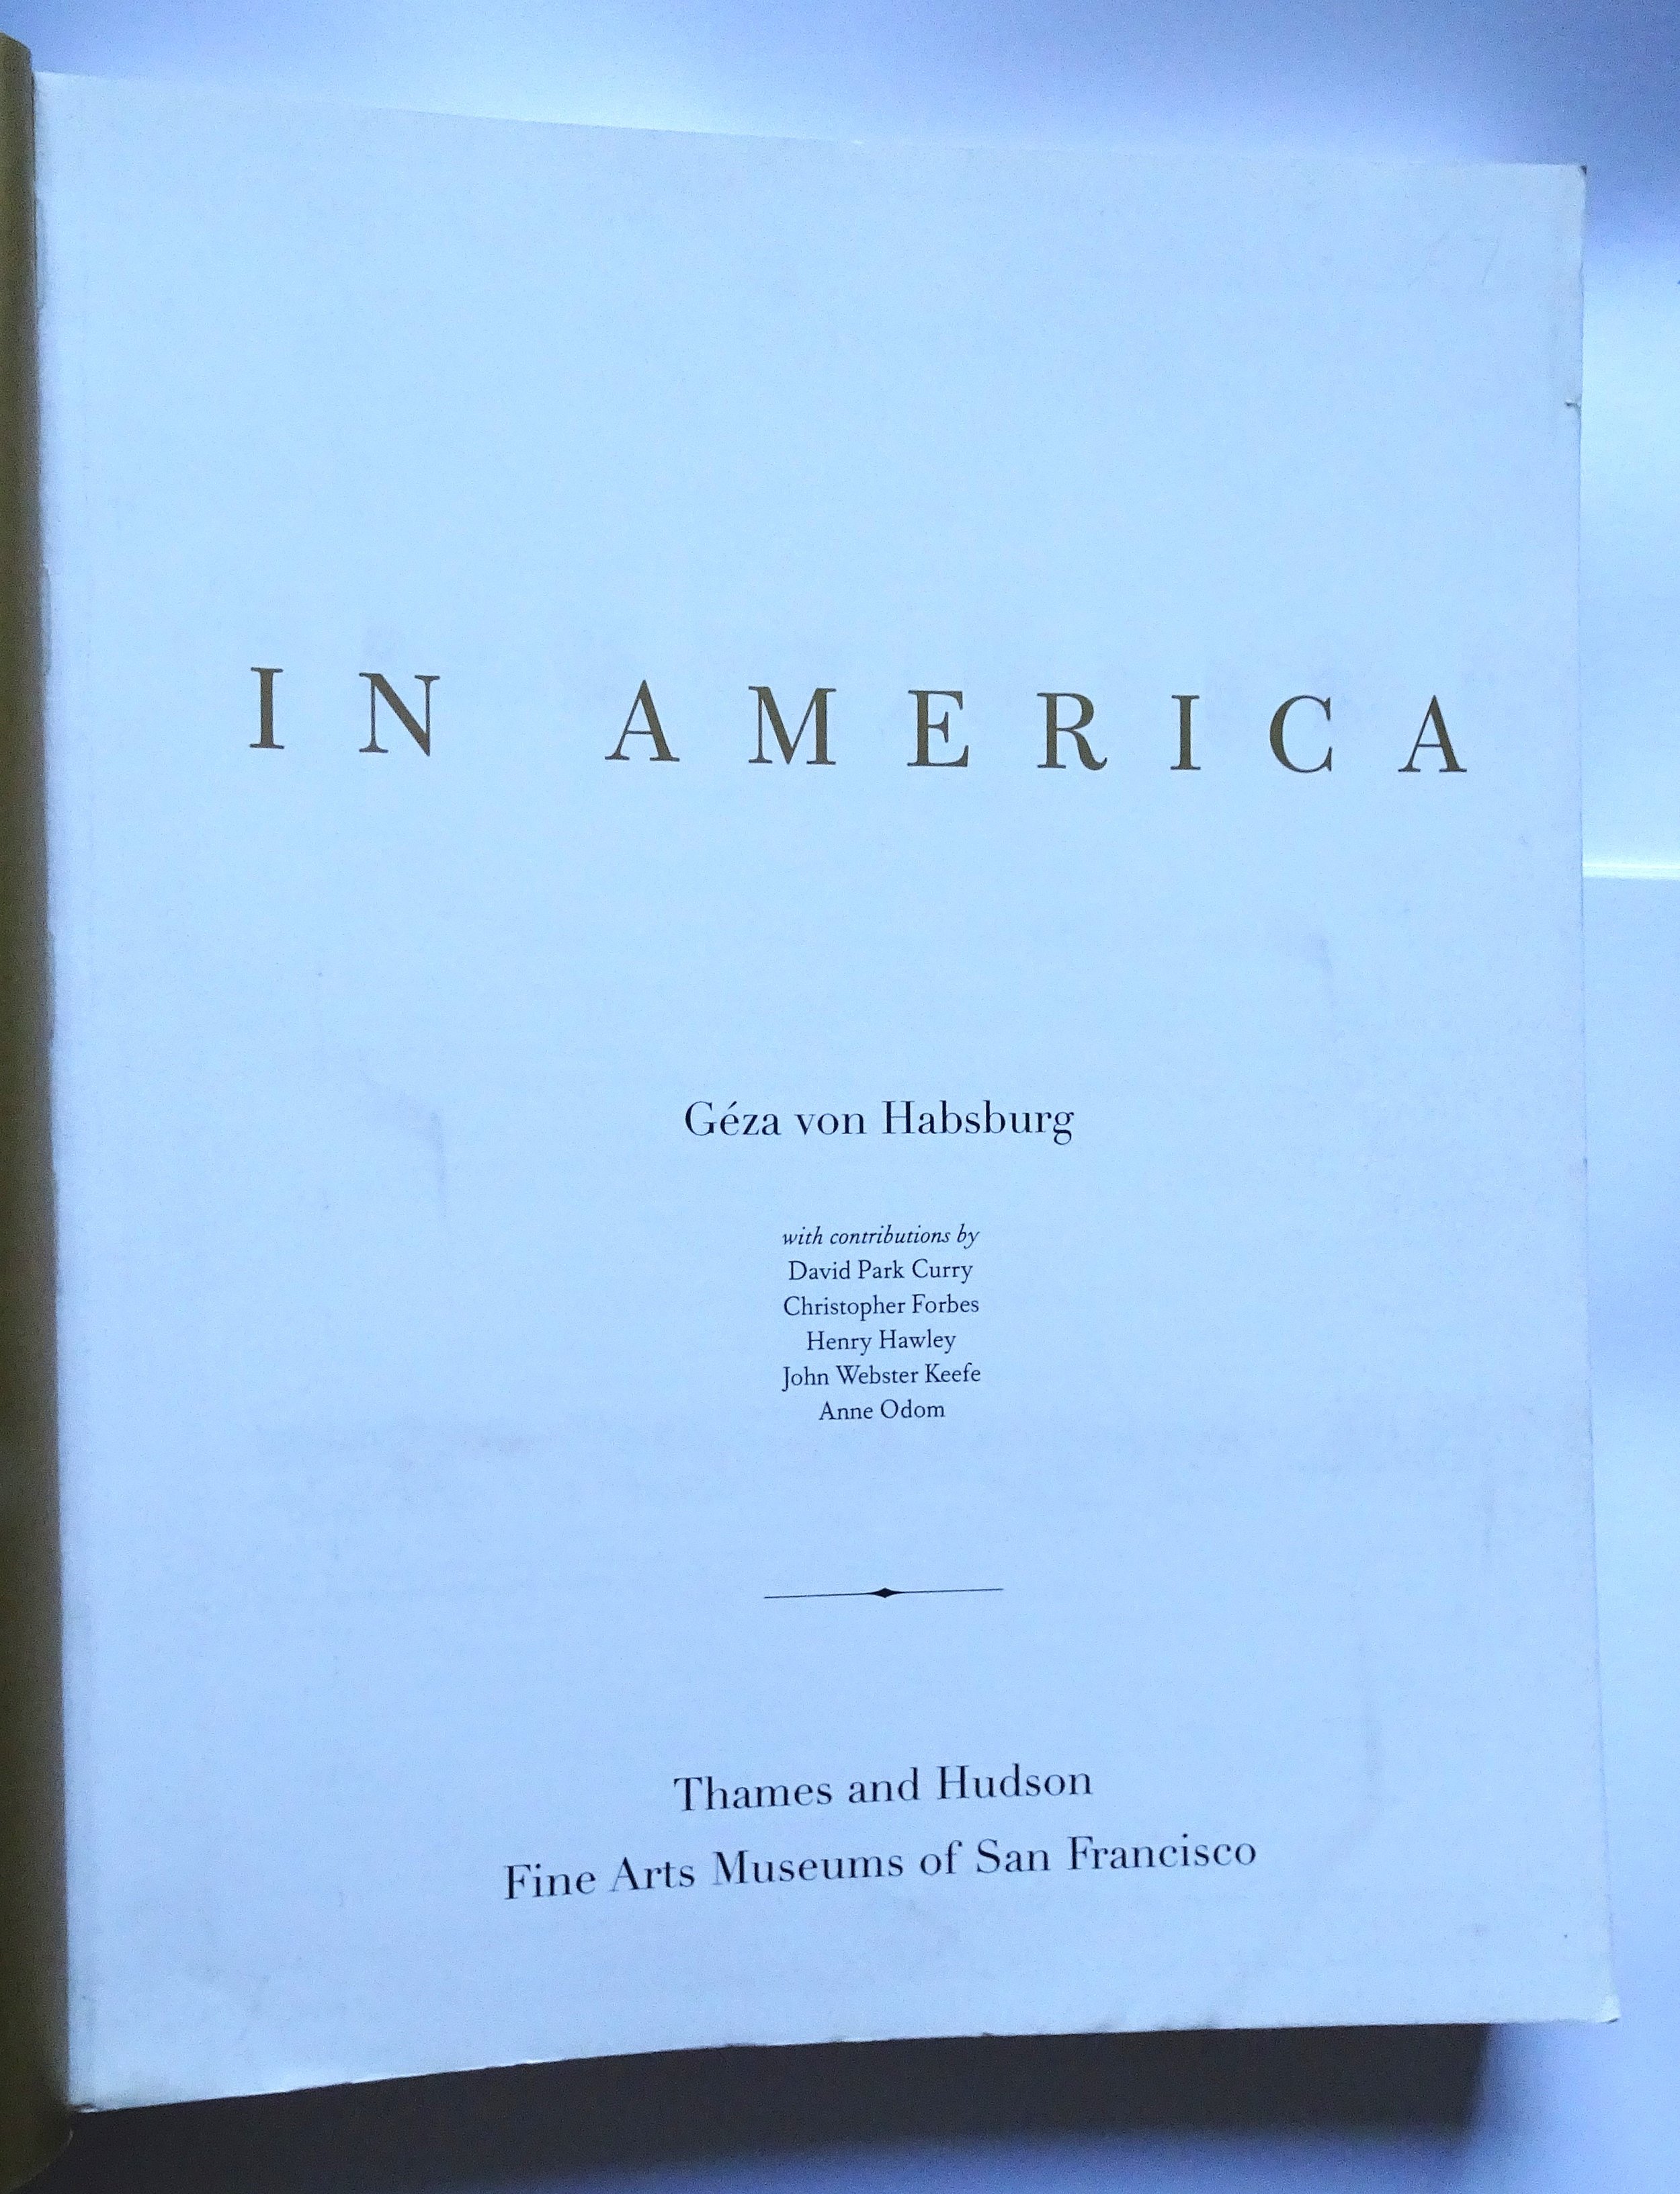 IN AMERICA
Géza von Habsburg
with contributions by
David Park Curry
Christopher Forbes
Henry Hawley
John Webster Keefe
Anne Odom
Thames and Hudson
Fine Arts Museums of San Francisco